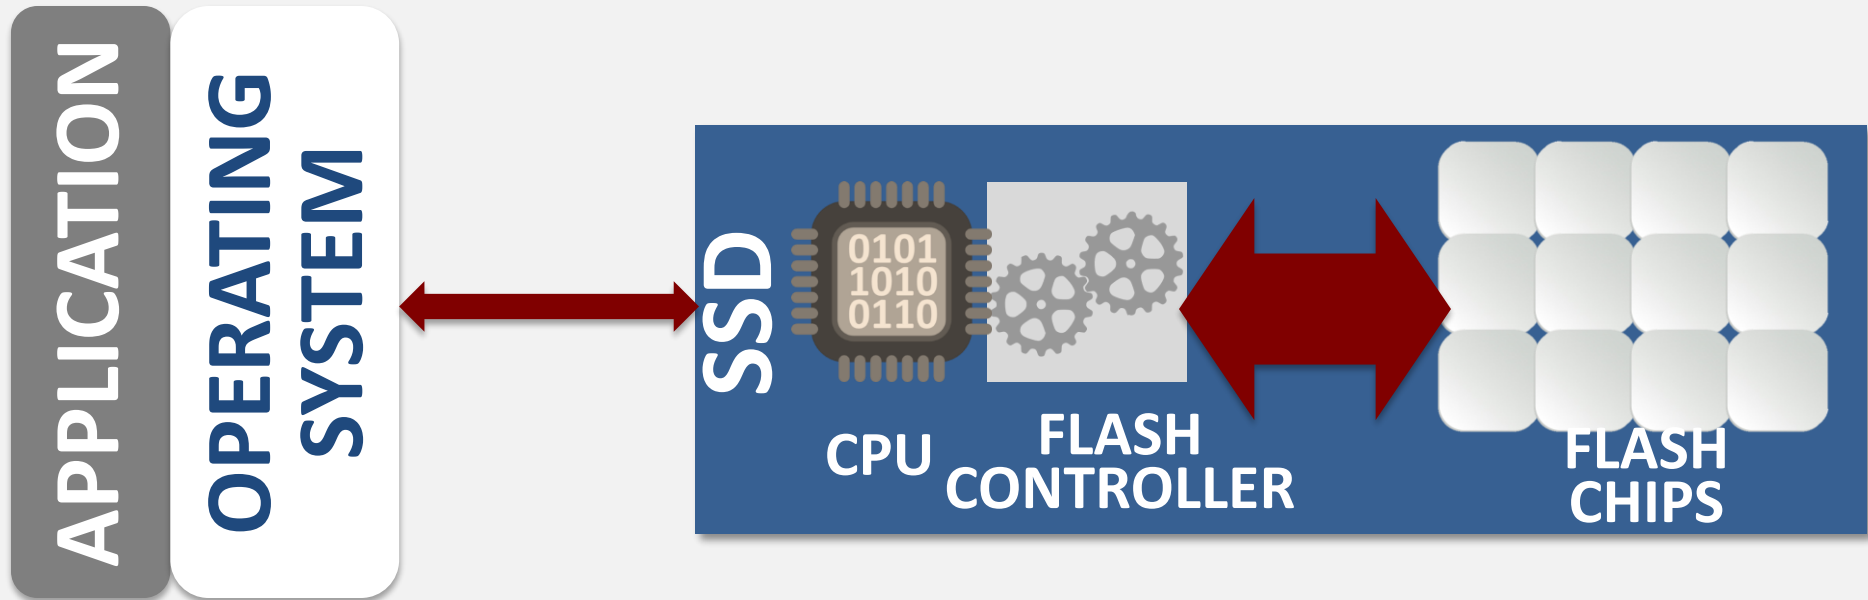 APPLICATION
OPERATING
SYSTEM
SSD
0101
1010
0110
CPU
FLASH
CONTROLLER
FLASH
CHIPS